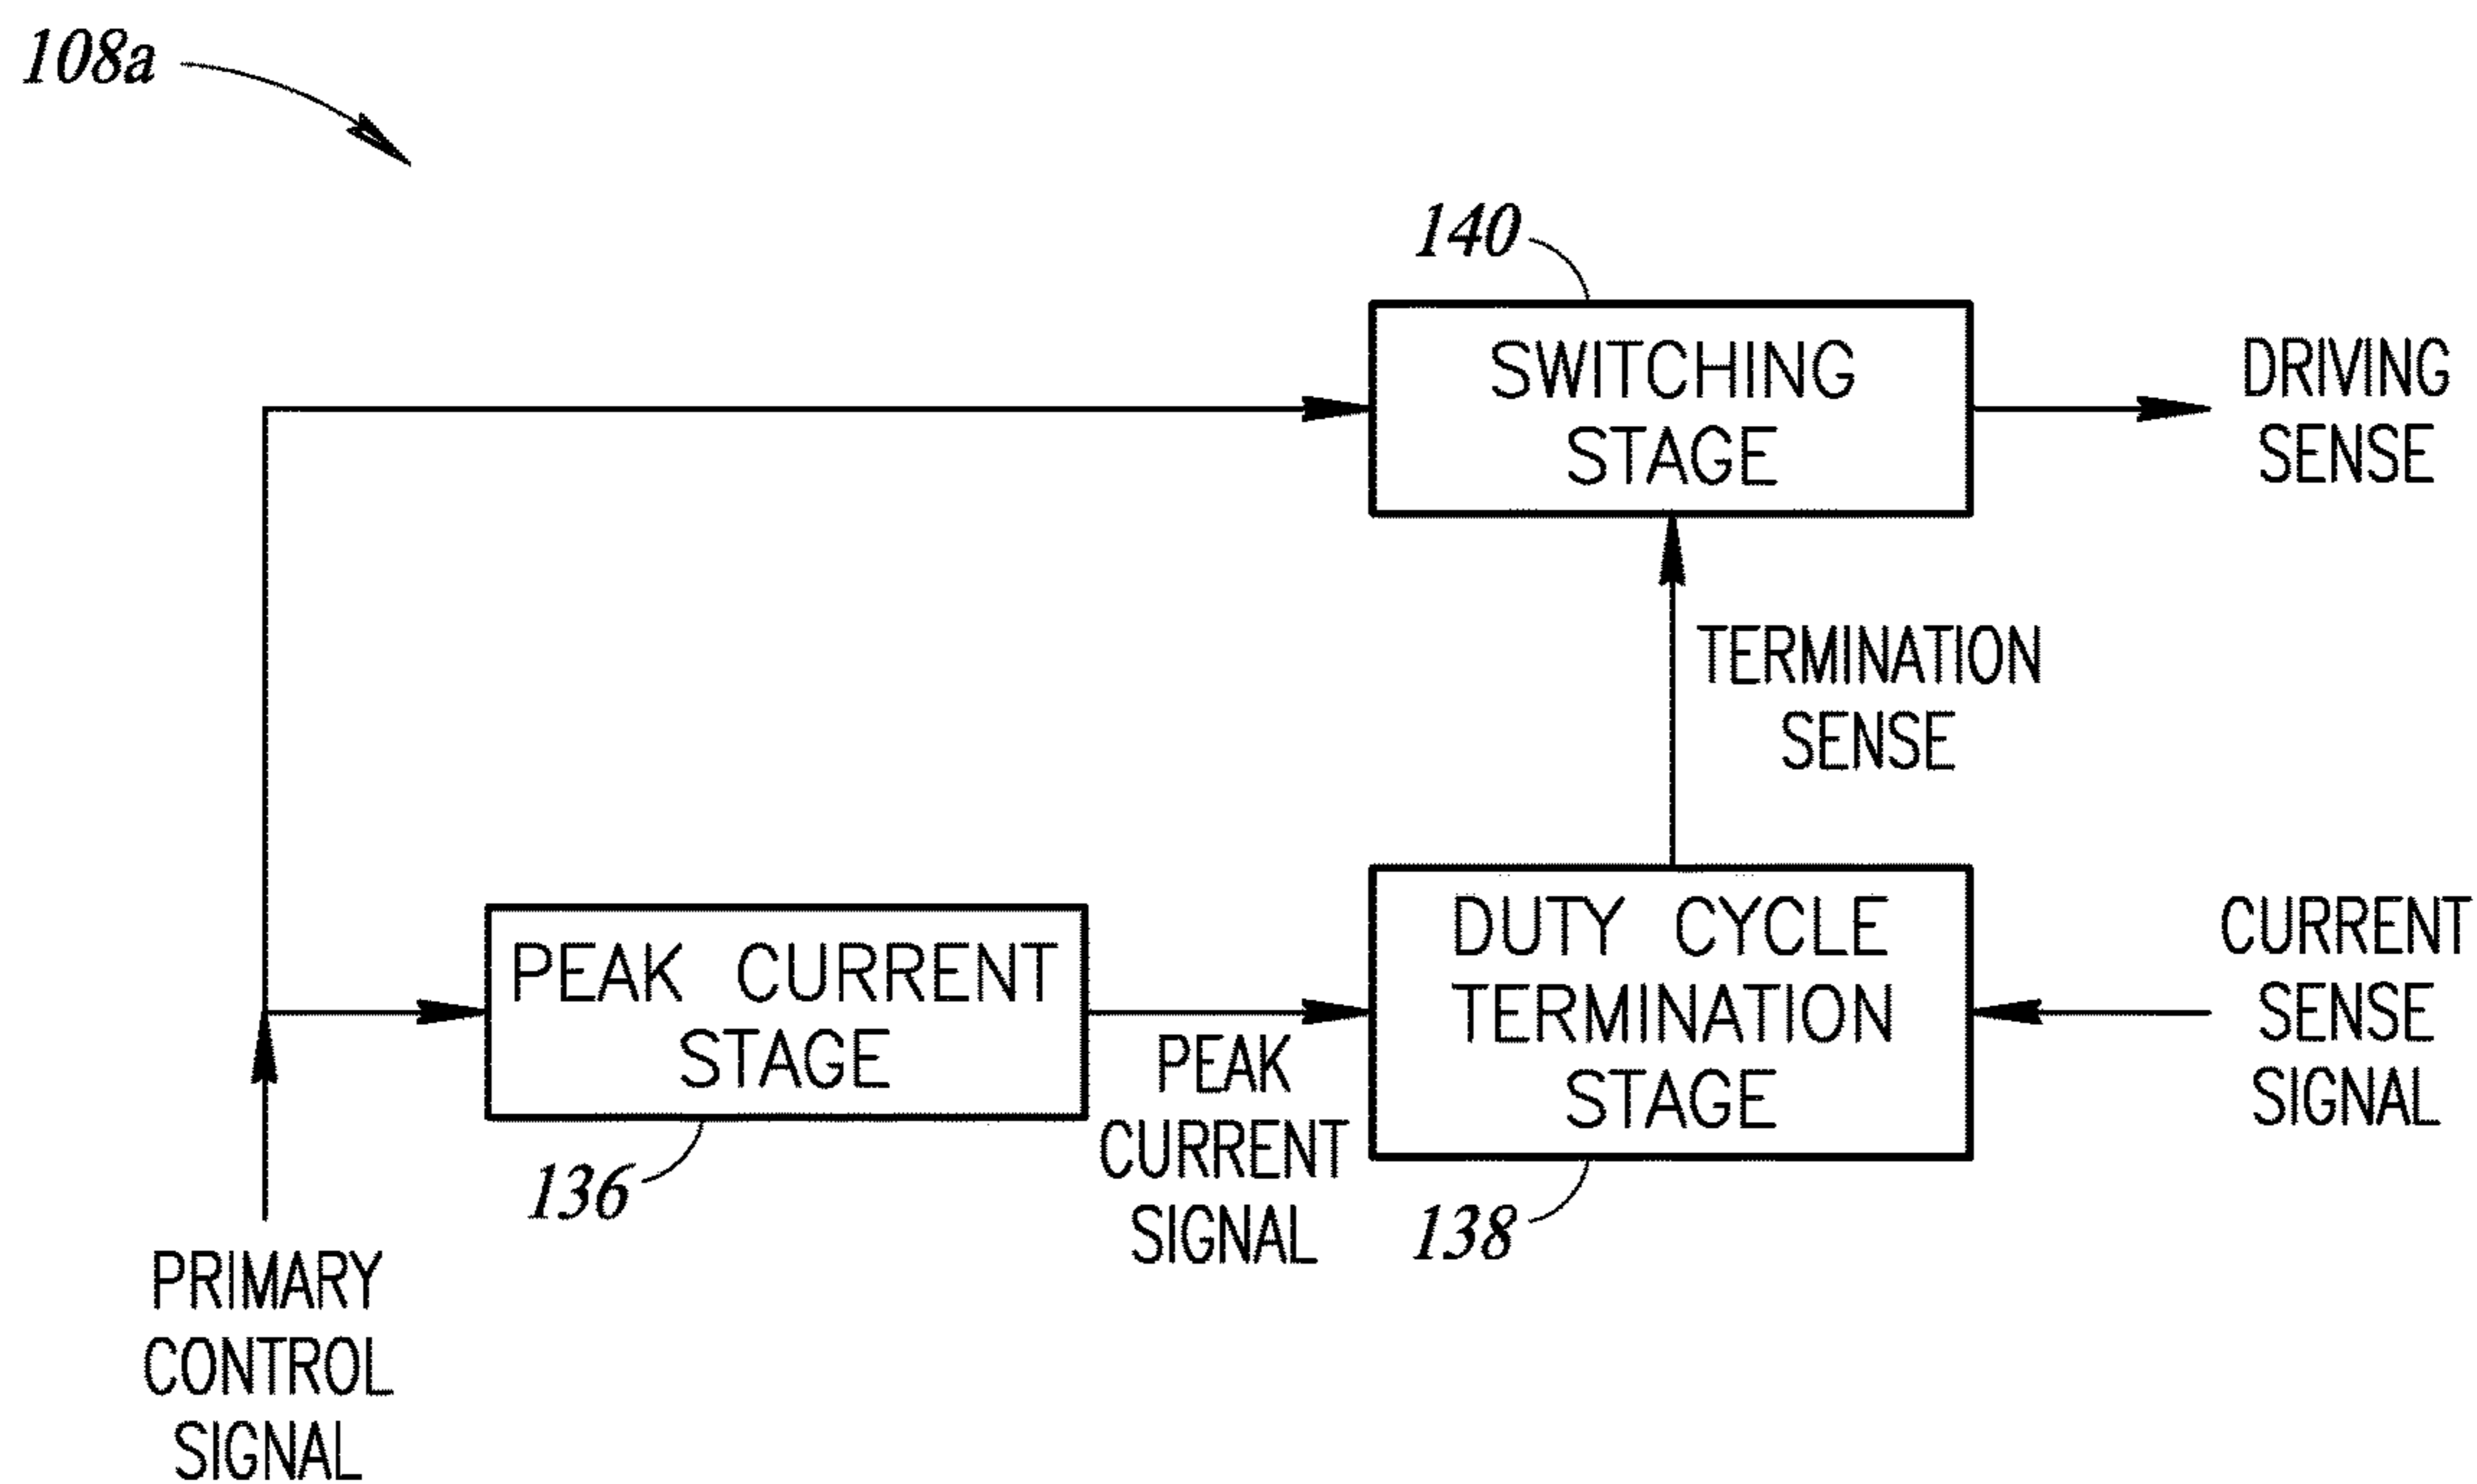 108a
140
SWITCHING
STAGE
DRIVING
SENSE
TERMINATION
SENSE
PEAK CURRENT
STAGE
136
PEAK
CURRENT
SIGNAL
DUTY CYCLE
TERMINATION
STAGE
138
CURRENT
SENSE
SIGNAL
PRIMARY
CONTROL
SIGNAL